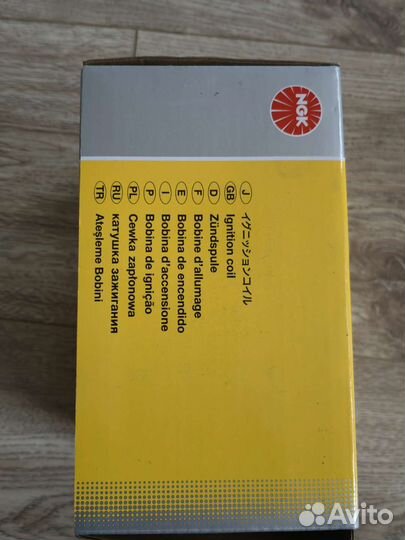 NGK
J イグニッションコイル
GB Ignition coil
D Zündspule
F Bobine d'allumage
E Bobina de encendido
I Bobina d'accensione
P Bobina de ignição
PL Cewka zapłonowa
RU катушка зажигания
TR Ateşleme Bobini
Avito